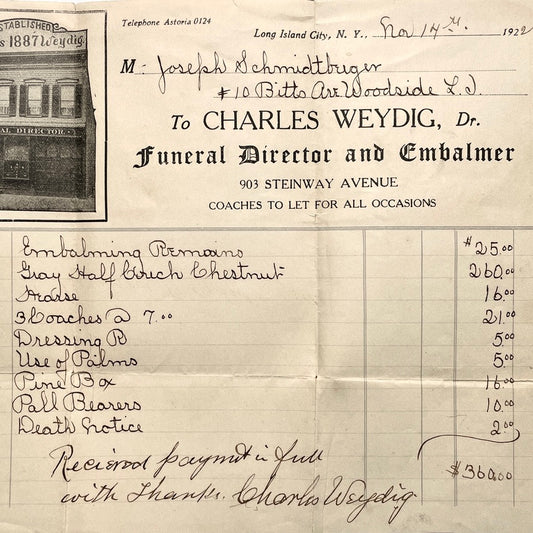 ESTABLISHED
1887 Weydig.
AL DIRECTOR
Telephone Astoria 0124
Long Island City, N. Y., Nov 14th 1922
M. Joseph Schmidtberger
#10 Betts Ave Woodside L.I.
To CHARLES WEYDIG, Dr.
Funeral Director and Embalmer
903 STEINWAY AVENUE
COACHES TO LET FOR ALL OCCASIONS
Embalming Remains $25.00
Gray Half Couch Chestnut 260.00
Hearse 16.00
3 Coaches @ 7.00 21.00
Dressing R 5.00
Use of Palms 5.00
Pine Box 16.00
Pall Bearers 10.00
Death Notice 2.00
Recieved paymet in full $360.00
with Thanks. Charles Weydig